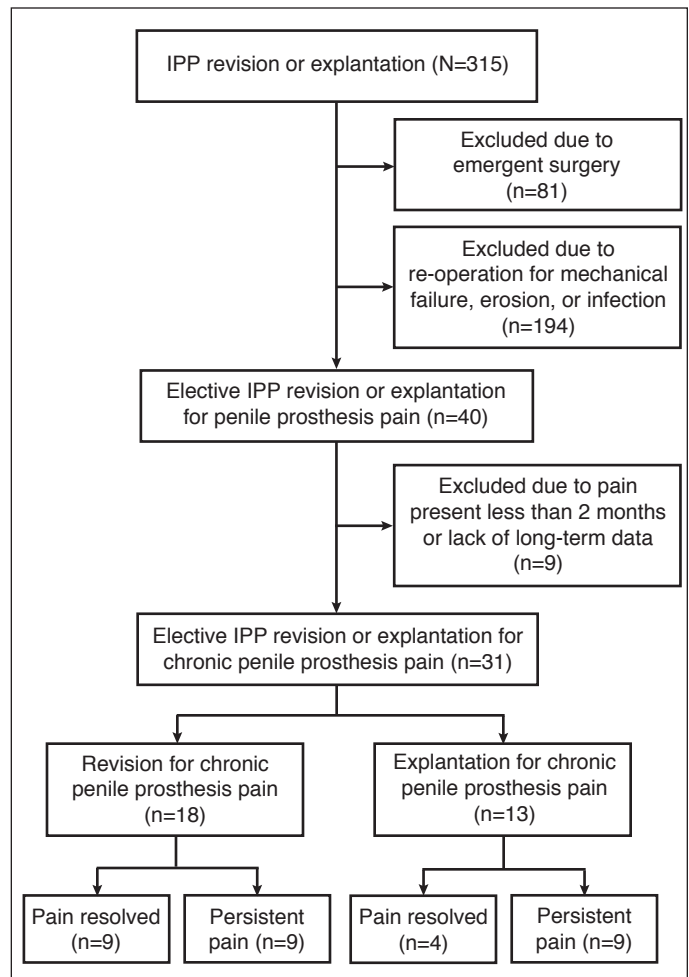 IPP revision or explantation (N=315)
Excluded due to
emergent surgery
(n=81)
Excluded due to
re-operation for mechanical
failure, erosion, or infection
(n=194)
Elective IPP revision or explantation
for penile prosthesis pain (n=40)
Excluded due to pain
present less than 2 months
or lack of long-term data
(n=9)
Elective IPP revision or explantation for
chronic penile prosthesis pain (n=31)
Revision for chronic
penile prosthesis pain
(n=18)
Explantation for chronic
penile prosthesis pain
(n=13)
Pain resolved
(n=9)
Persistent
pain (n=9)
Pain resolved
(n=4)
Persistent
pain (n=9)